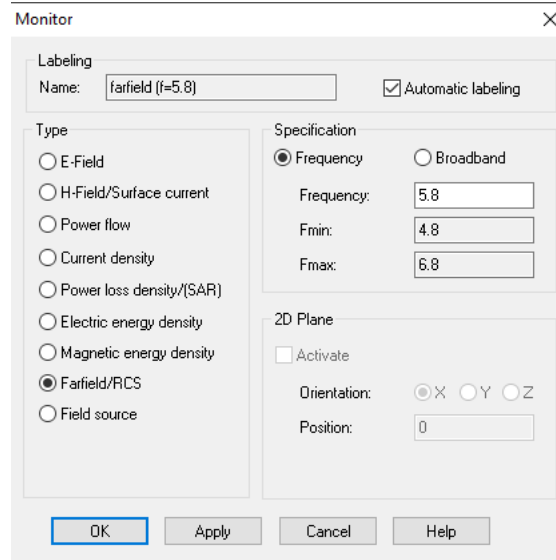 Monitor
Labeling
Name: farfield (f=5.8) Automatic labeling
Type
E-Field
H-Field/Surface current
Power flow
Current density
Power loss density/(SAR)
Electric energy density
Magnetic energy density
Farfield/RCS
Field source
Specification
Frequency Broadband
Frequency: 5.8
Fmin: 4.8
Fmax: 6.8
2D Plane
Activate
Orientation: X Y Z
Position: 0
OK Apply Cancel Help